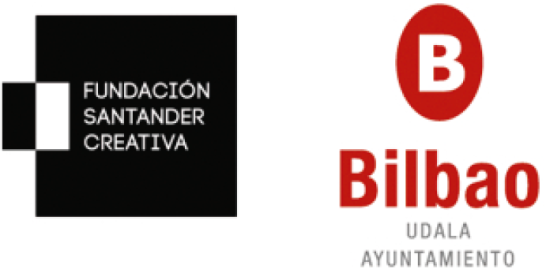 FUNDACIÓN
SANTANDER
CREATIVA
B
Bilbao
UDALA
AYUNTAMIENTO